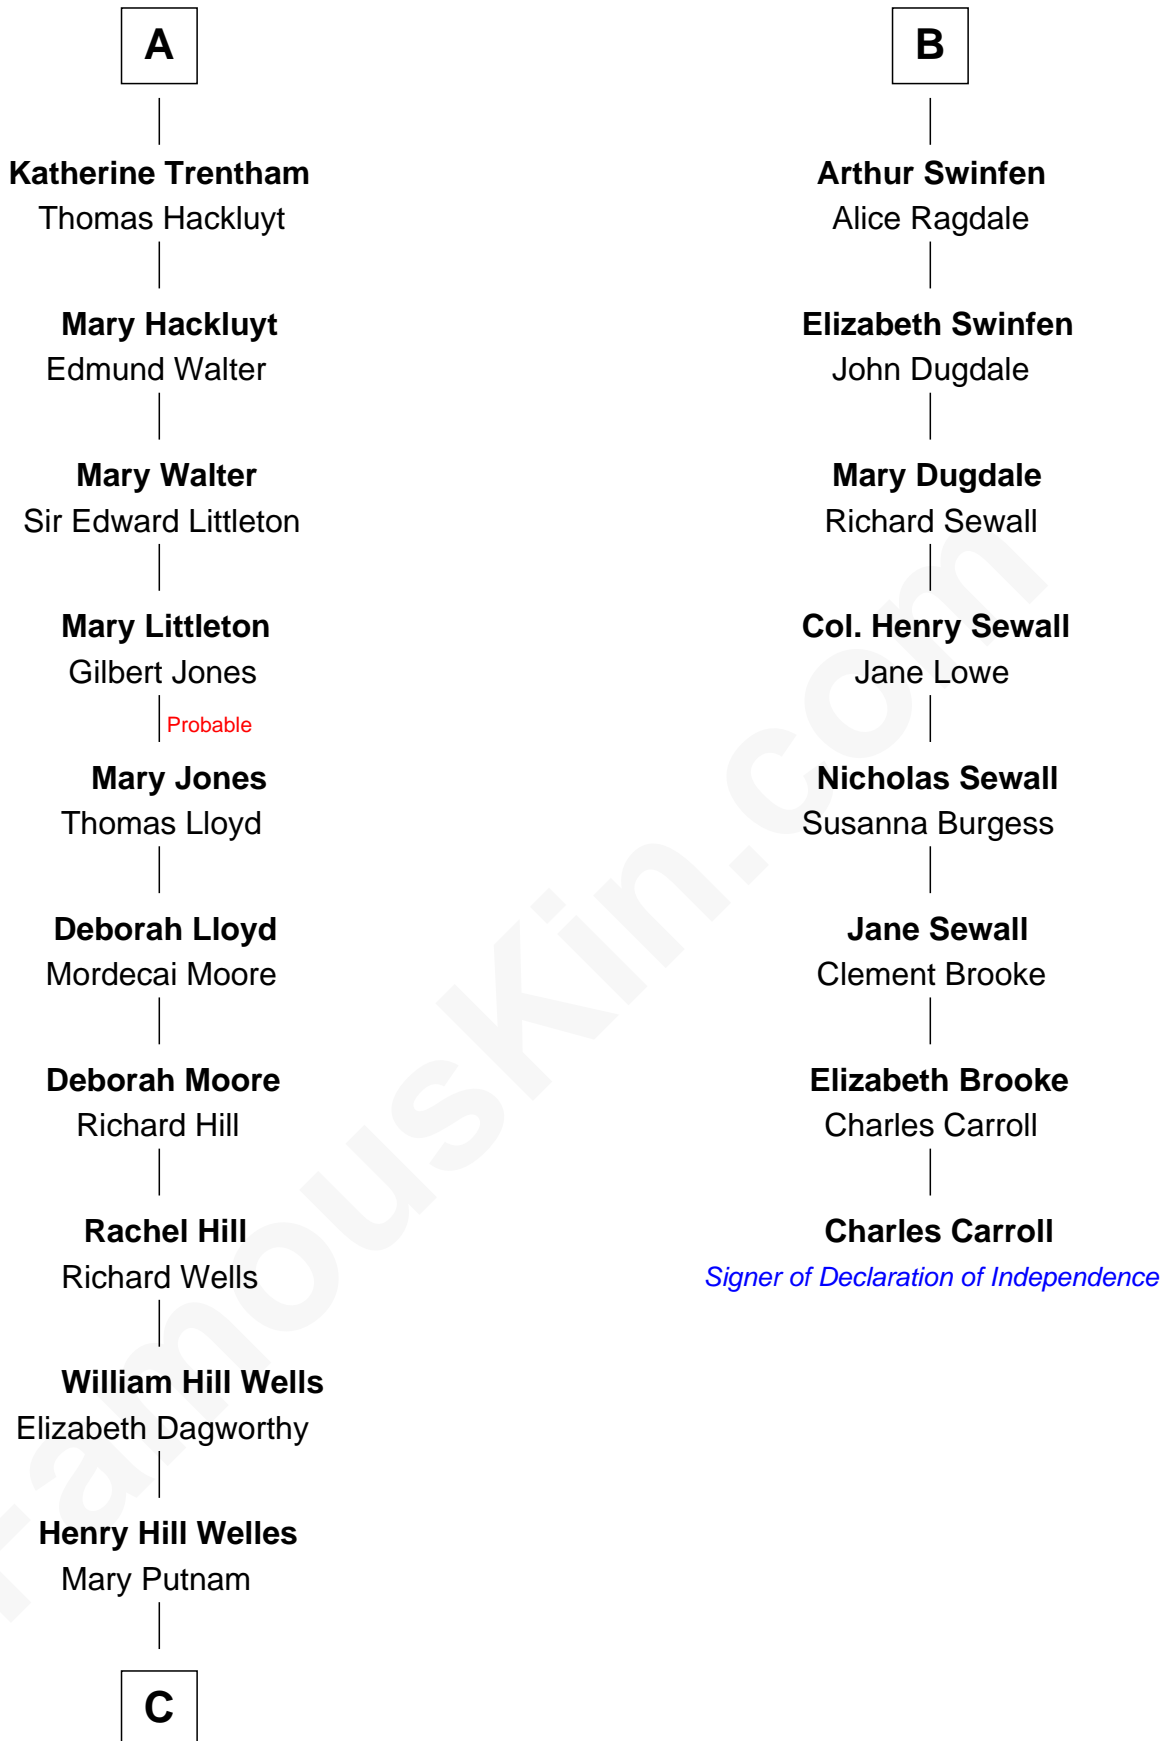 A
Katherine Trentham
Thomas Hackluyt
Mary Hackluyt
Edmund Walter
Mary Walter
Sir Edward Littleton
Mary Littleton
Gilbert Jones
Probable
Mary Jones
Thomas Lloyd
Deborah Lloyd
Mordecai Moore
Deborah Moore
Richard Hill
Rachel Hill
Richard Wells
William Hill Wells
Elizabeth Dagworthy
Henry Hill Welles
Mary Putnam
C
B
Arthur Swinfen
Alice Ragdale
Elizabeth Swinfen
John Dugdale
Mary Dugdale
Richard Sewall
Col. Henry Sewall
Jane Lowe
Nicholas Sewall
Susanna Burgess
Jane Sewall
Clement Brooke
Elizabeth Brooke
Charles Carroll
Charles Carroll
Signer of Declaration of Independence
FamousKin.com